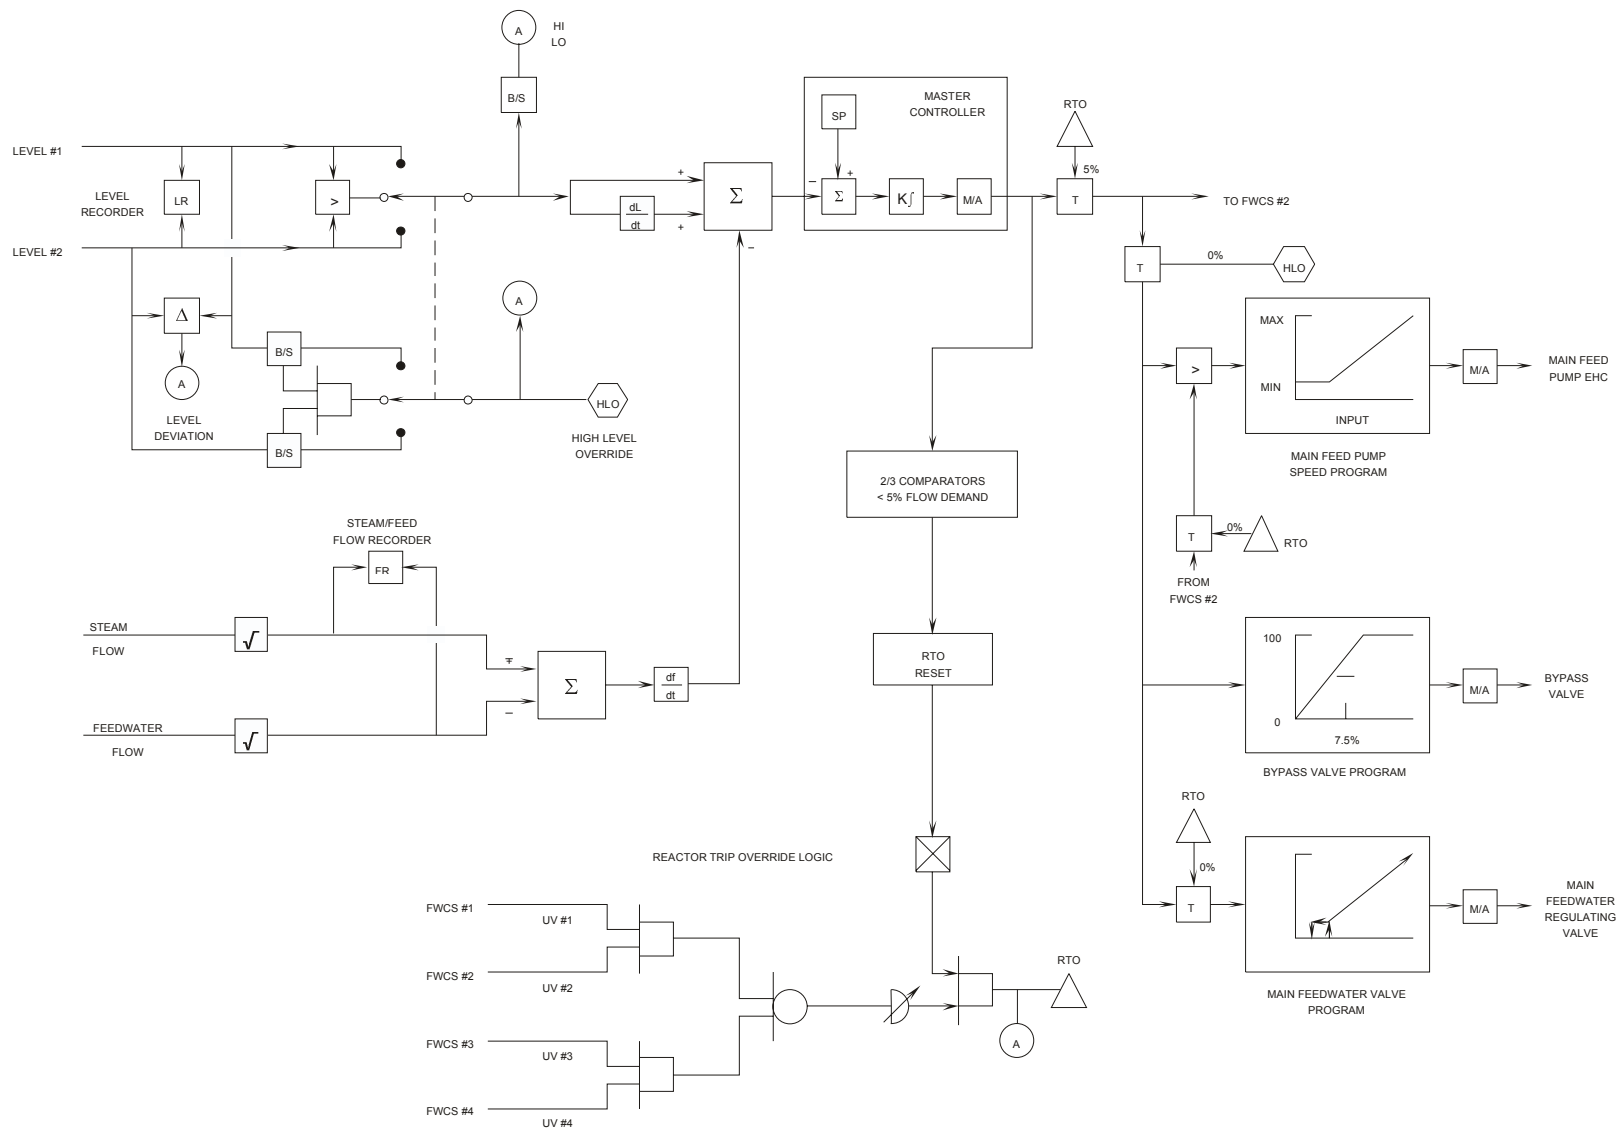 A
HI
LO
B/S
MASTER
CONTROLLER
SP
RTO
5%
LEVEL #1
LEVEL
RECORDER
LR
>
+
Σ
–
+
Σ
K∫
M/A
T
TO FWCS #2
dL
dt
+
LEVEL #2
–
T
0%
HLO
A
Δ
MAX
MIN
INPUT
>
M/A
MAIN FEED
PUMP EHC
B/S
A
HLO
LEVEL
DEVIATION
B/S
HIGH LEVEL
OVERRIDE
MAIN FEED PUMP
SPEED PROGRAM
2/3 COMPARATORS
< 5% FLOW DEMAND
STEAM/FEED
FLOW RECORDER
FR
T
0%
RTO
FROM
FWCS #2
STEAM
FLOW
√
∓
Σ
–
df
dt
RTO
RESET
100
0
7.5%
M/A
BYPASS
VALVE
FEEDWATER
FLOW
√
BYPASS VALVE PROGRAM
RTO
0%
T
REACTOR TRIP OVERRIDE LOGIC
M/A
MAIN
FEEDWATER
REGULATING
VALVE
FWCS #1
UV #1
FWCS #2
UV #2
RTO
MAIN FEEDWATER VALVE
PROGRAM
A
FWCS #3
UV #3
FWCS #4
UV #4